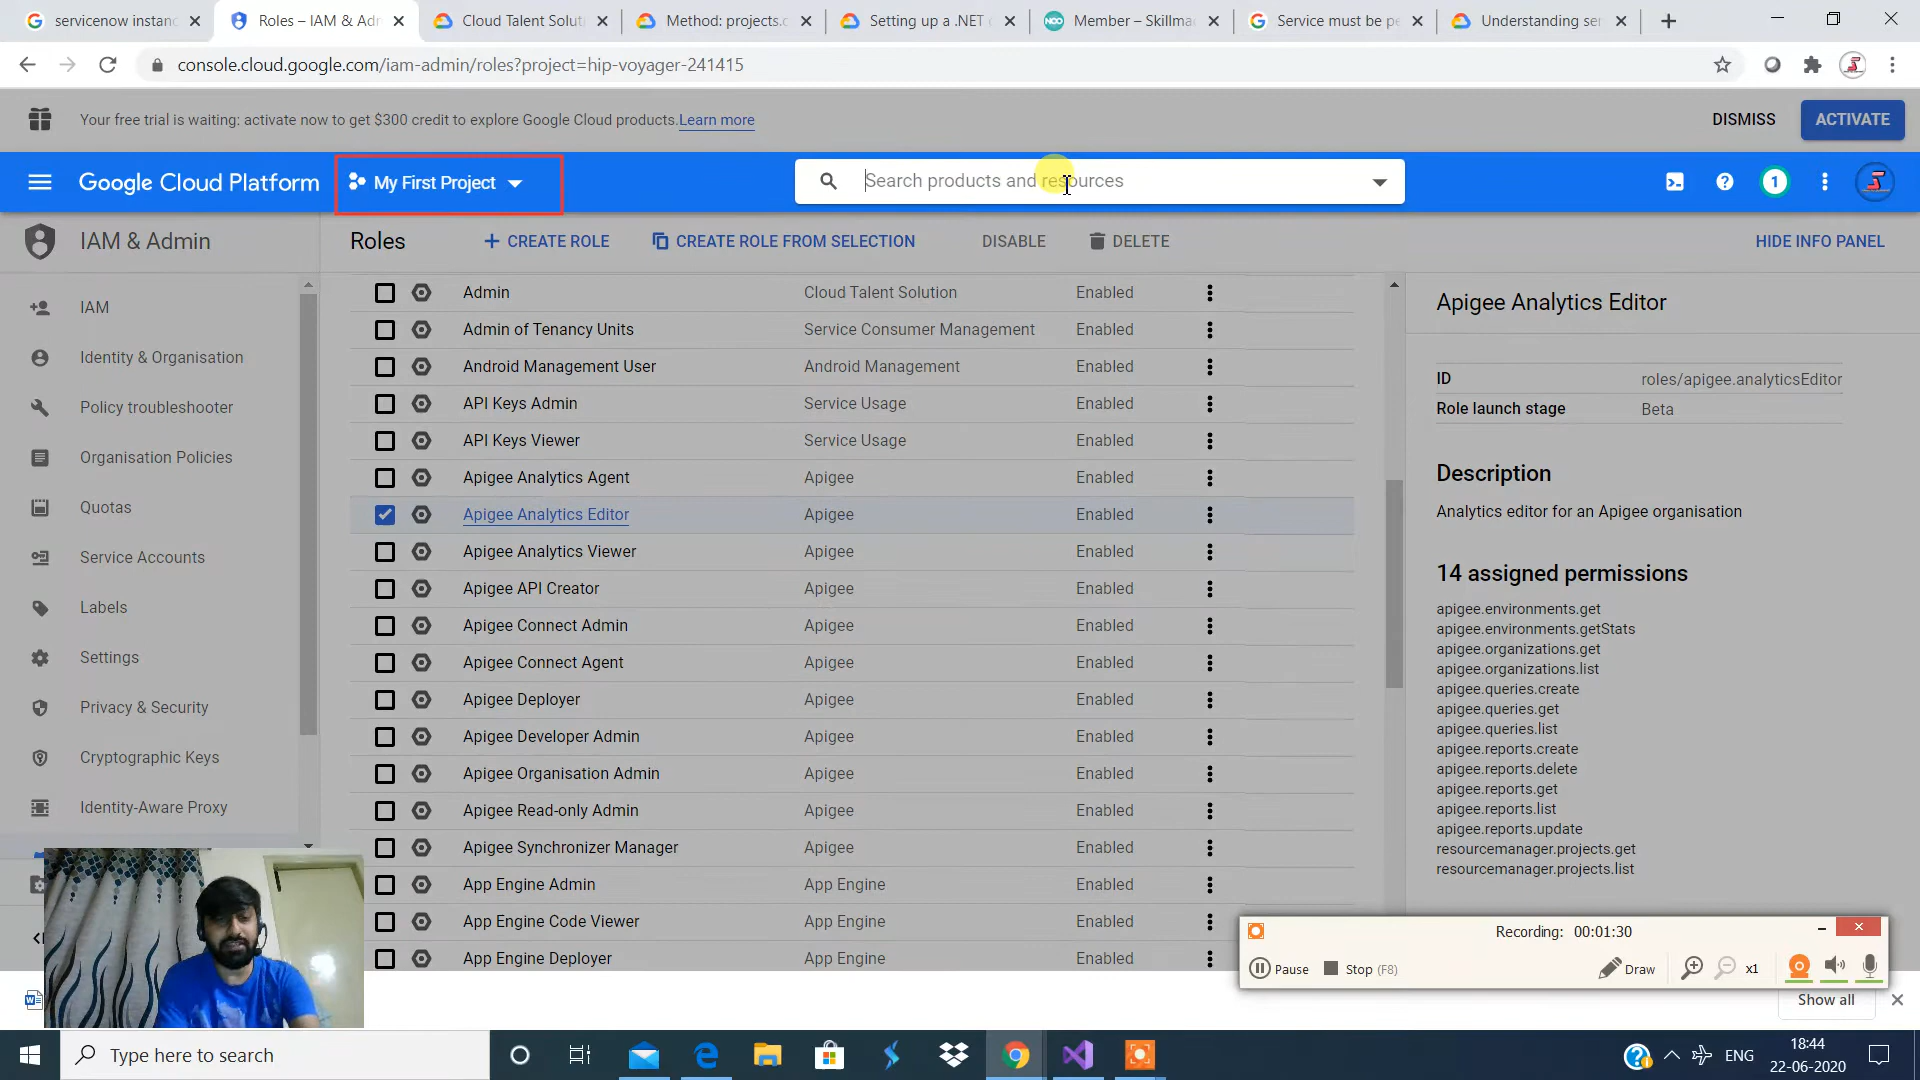 servicenow instanc
Roles – IAM & Adr
Cloud Talent Soluti
Method: projects.c
Setting up a .NET
Member – Skillma
Service must be pe
Understanding ser
console.cloud.google.com/iam-admin/roles?project=hip-voyager-241415
Your free trial is waiting: activate now to get $300 credit to explore Google Cloud products. Learn more
DISMISS
ACTIVATE
Google Cloud Platform
My First Project
Search products and resources
1
IAM & Admin
Roles
CREATE ROLE
CREATE ROLE FROM SELECTION
DISABLE
DELETE
HIDE INFO PANEL
IAM
Identity & Organisation
Policy troubleshooter
Organisation Policies
Quotas
Service Accounts
Labels
Settings
Privacy & Security
Cryptographic Keys
Identity-Aware Proxy
Admin Cloud Talent Solution Enabled
Admin of Tenancy Units Service Consumer Management Enabled
Android Management User Android Management Enabled
API Keys Admin Service Usage Enabled
API Keys Viewer Service Usage Enabled
Apigee Analytics Agent Apigee Enabled
Apigee Analytics Editor Apigee Enabled
Apigee Analytics Viewer Apigee Enabled
Apigee API Creator Apigee Enabled
Apigee Connect Admin Apigee Enabled
Apigee Connect Agent Apigee Enabled
Apigee Deployer Apigee Enabled
Apigee Developer Admin Apigee Enabled
Apigee Organisation Admin Apigee Enabled
Apigee Read-only Admin Apigee Enabled
Apigee Synchronizer Manager Apigee Enabled
App Engine Admin App Engine Enabled
App Engine Code Viewer App Engine Enabled
App Engine Deployer App Engine Enabled
Apigee Analytics Editor
ID roles/apigee.analyticsEditor
Role launch stage Beta
Description
Analytics editor for an Apigee organisation
14 assigned permissions
apigee.environments.get
apigee.environments.getStats
apigee.organizations.get
apigee.organizations.list
apigee.queries.create
apigee.queries.get
apigee.queries.list
apigee.reports.create
apigee.reports.delete
apigee.reports.get
apigee.reports.list
apigee.reports.update
resourcemanager.projects.get
resourcemanager.projects.list
Recording: 00:01:30
Pause
Stop (F8)
Draw
x1
Show all
Type here to search
ENG
18:44
22-06-2020